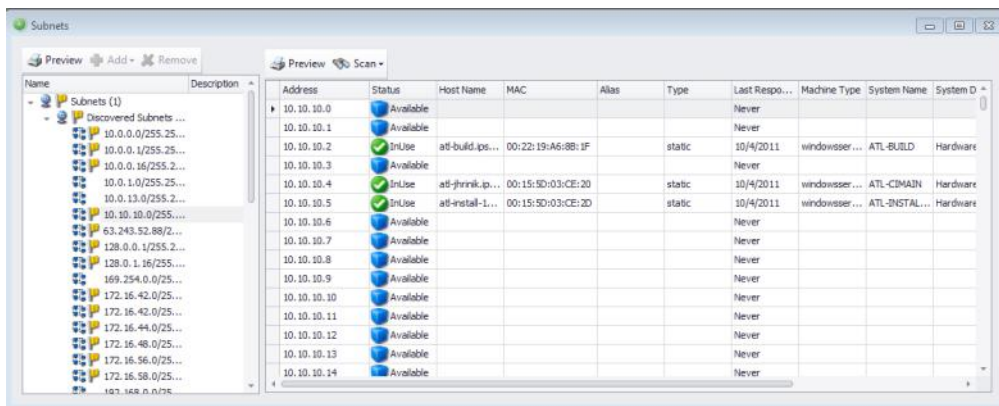 Subnets
Preview Add Remove
Name Description
Subnets (1)
Discovered Subnets ...
10.0.0.0/255.25...
10.0.0.1/255.25...
10.0.0.16/255.2...
10.0.1.0/255.25...
10.0.13.0/255.2...
10.10.10.0/255....
63.243.52.88/2...
128.0.0.1/255.2...
128.0.1.16/255....
169.254.0.0/25...
172.16.42.0/25...
172.16.42.0/25...
172.16.44.0/25...
172.16.48.0/25...
172.16.56.0/25...
172.16.58.0/25...
192.168.0.0/25...
Preview Scan
Address Status Host Name MAC Alias Type Last Respo... Machine Type System Name System D
10.10.10.0 Available Never
10.10.10.1 Available Never
10.10.10.2 InUse atl-build.ips... 00:22:19:A6:8B:1F static 10/4/2011 windowsser... ATL-BUILD Hardware
10.10.10.3 Available Never
10.10.10.4 InUse atl-jhrinik.ip... 00:15:5D:03:CE:20 static 10/4/2011 windowsser... ATL-CIMAIN Hardware
10.10.10.5 InUse atl-install-1... 00:15:5D:03:CE:2D static 10/4/2011 windowsser... ATL-INSTAL... Hardware
10.10.10.6 Available Never
10.10.10.7 Available Never
10.10.10.8 Available Never
10.10.10.9 Available Never
10.10.10.10 Available Never
10.10.10.11 Available Never
10.10.10.12 Available Never
10.10.10.13 Available Never
10.10.10.14 Available Never